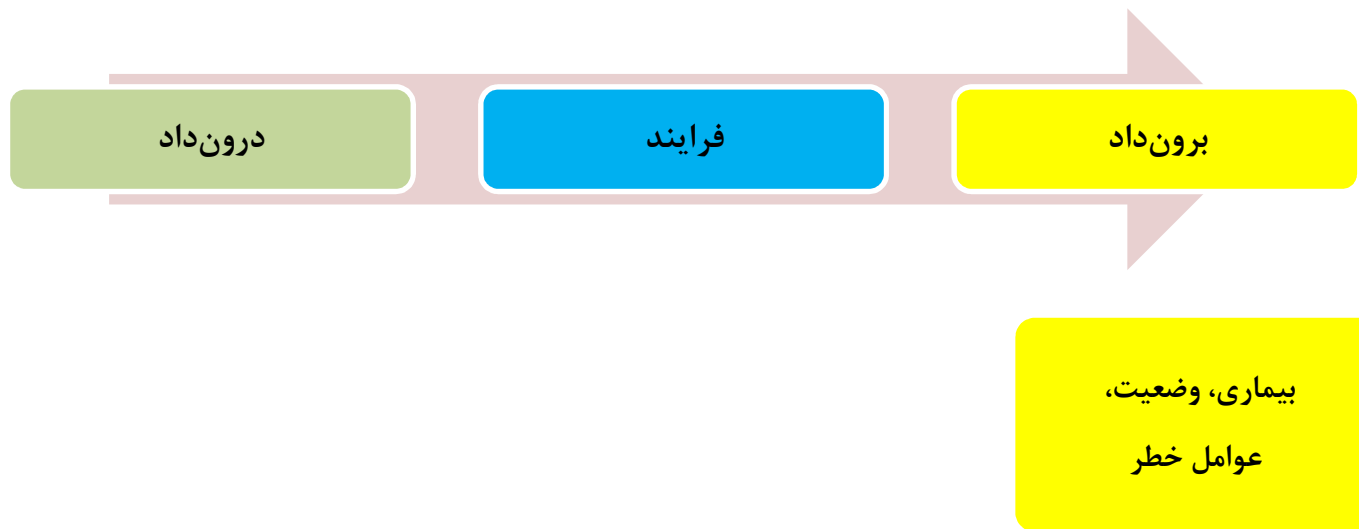 درون‌داد
فرایند
برون‌داد
بیماری، وضعیت،
عوامل خطر